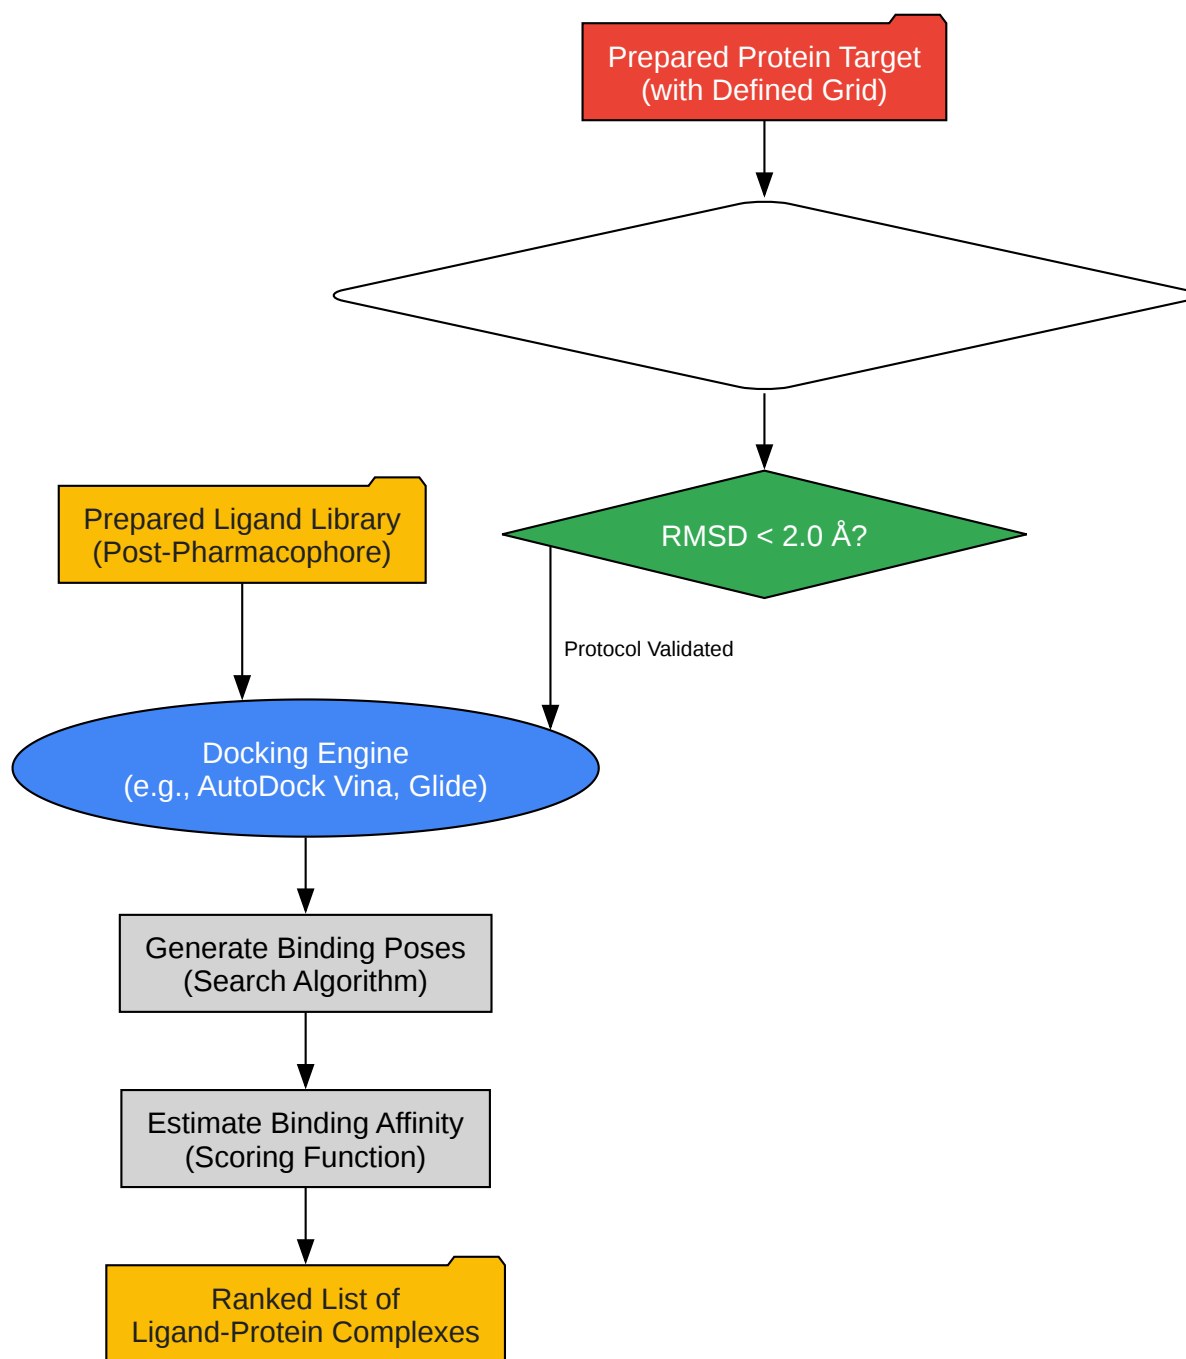 Prepared Protein Target
(with Defined Grid)
RMSD < 2.0 Å?
Prepared Ligand Library
(Post-Pharmacophore)
Protocol Validated
Docking Engine
(e.g., AutoDock Vina, Glide)
Generate Binding Poses
(Search Algorithm)
Estimate Binding Affinity
(Scoring Function)
Ranked List of
Ligand-Protein Complexes